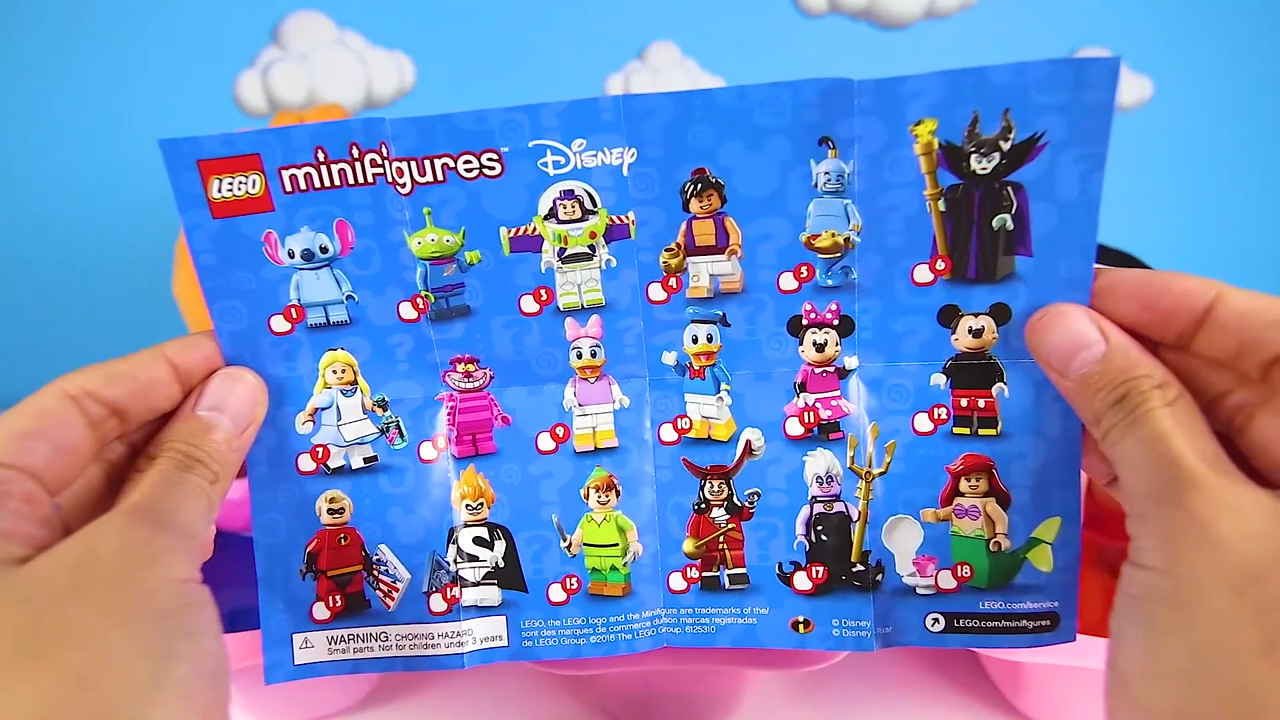 LEGO minifigures™ Disney
1 2 3 4 5 6
7 8 9 10 11 12
13 14 15 16 17 18
WARNING: CHOKING HAZARD.
Small parts. Not for children under 3 years.
LEGO, the LEGO logo and the Minifigure are trademarks of the/
sont des marques de commerce du/son marcas registradas
de LEGO Group. ©2016 The LEGO Group. 6125310
© Disney
© Disney • Pixar
LEGO.com/service
LEGO.com/minifigures